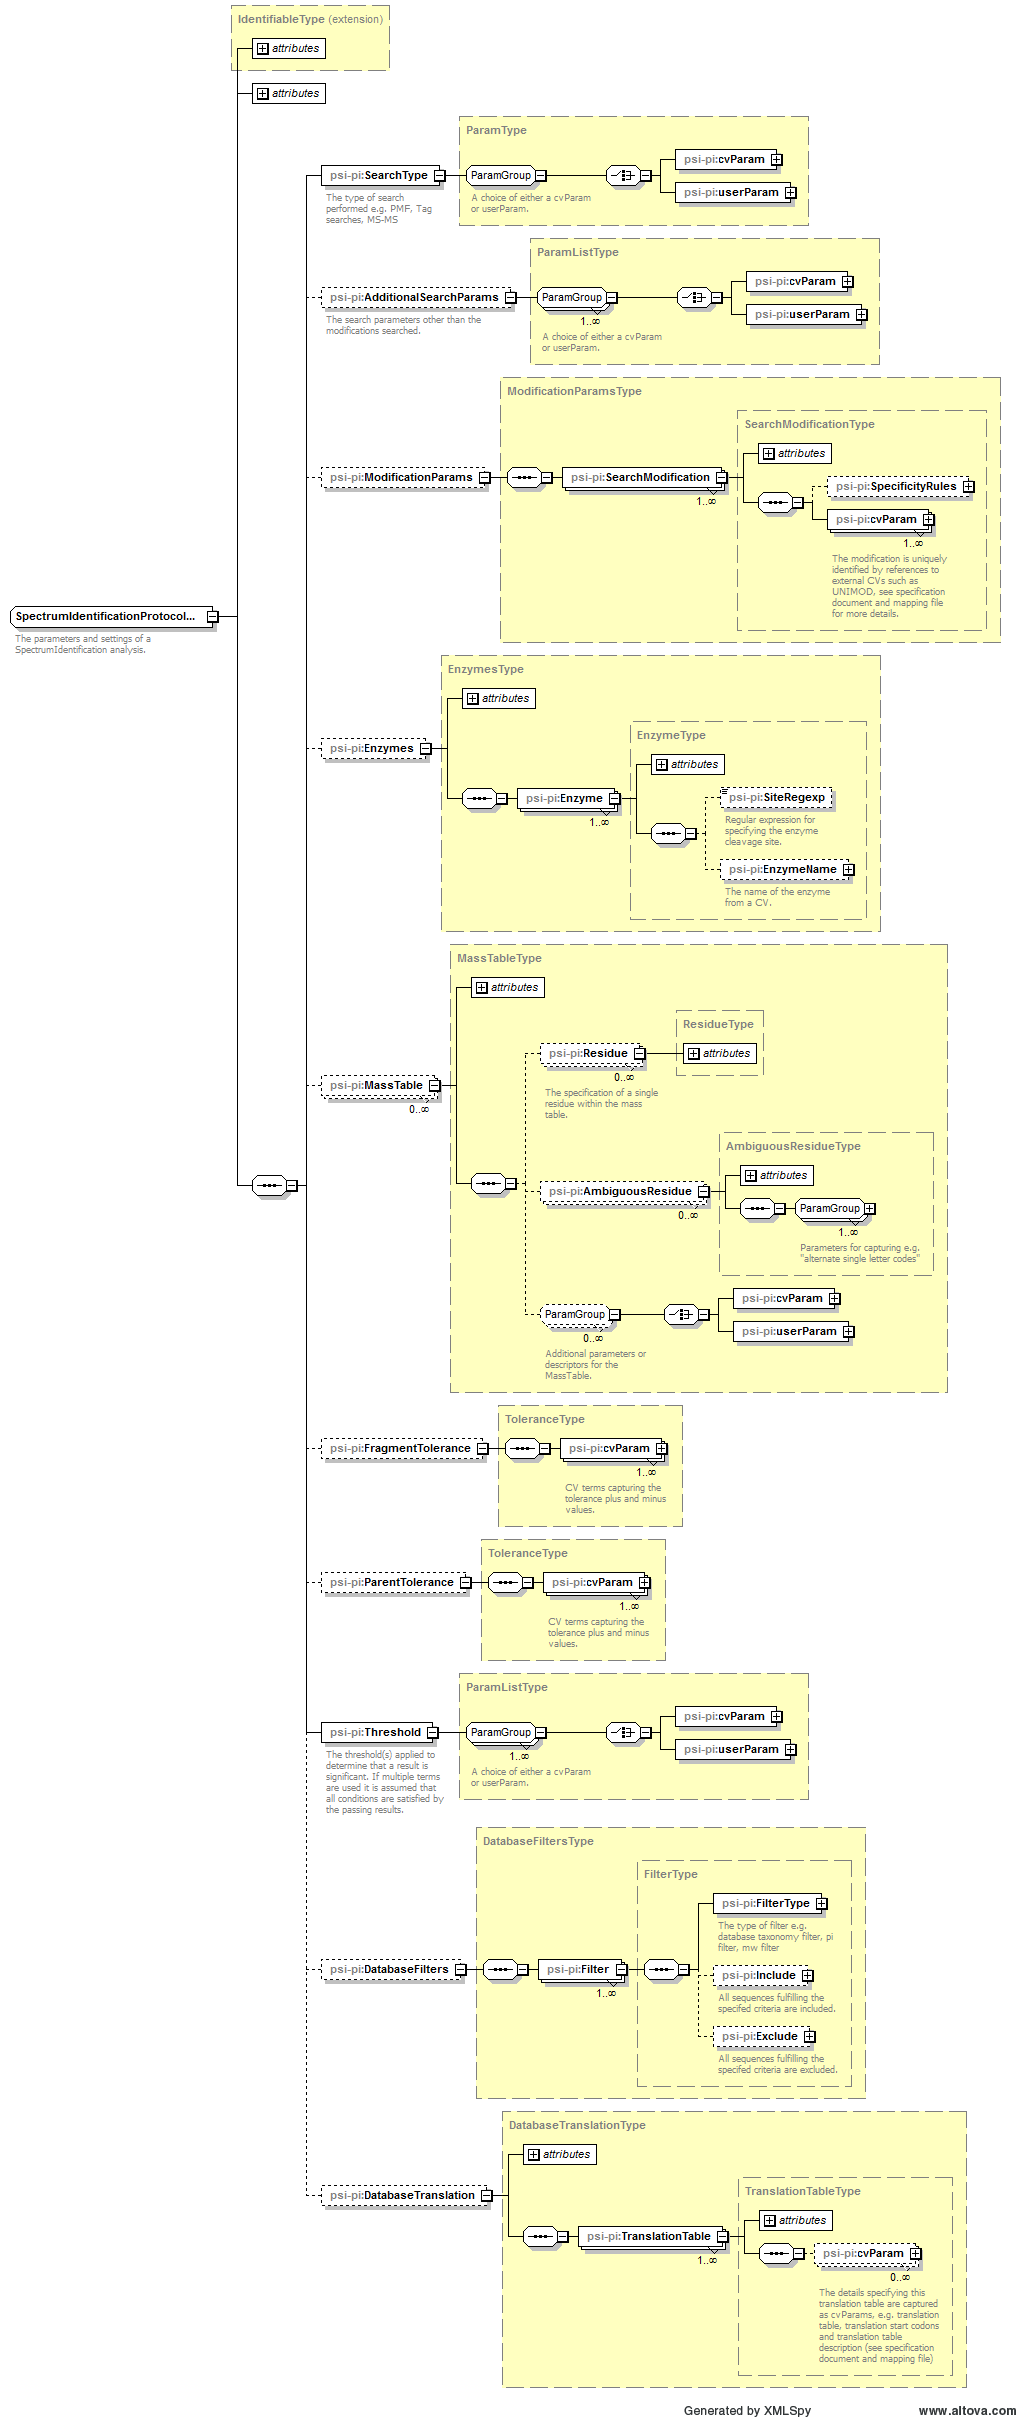 IdentifiableType (extension)
attributes
attributes
ParamType
psi-pi:SearchType
The type of search
performed e.g. PMF, Tag
searches, MS-MS
ParamGroup
A choice of either a cvParam
or userParam.
psi-pi:cvParam
psi-pi:userParam
ParamListType
psi-pi:AdditionalSearchParams
The search parameters other than the
modifications searched.
ParamGroup
1..∞
A choice of either a cvParam
or userParam.
psi-pi:cvParam
psi-pi:userParam
ModificationParamsType
psi-pi:ModificationParams
psi-pi:SearchModification
1..∞
SearchModificationType
attributes
psi-pi:SpecificityRules
psi-pi:cvParam
1..∞
The modification is uniquely
identified by references to
external CVs such as
UNIMOD, see specification
document and mapping file
for more details.
SpectrumIdentificationProtocol...
The parameters and settings of a
SpectrumIdentification analysis.
EnzymesType
attributes
psi-pi:Enzymes
psi-pi:Enzyme
1..∞
EnzymeType
attributes
psi-pi:SiteRegexp
Regular expression for
specifying the enzyme
cleavage site.
psi-pi:EnzymeName
The name of the enzyme
from a CV.
MassTableType
attributes
psi-pi:MassTable
0..∞
psi-pi:Residue
0..∞
The specification of a single
residue within the mass
table.
ResidueType
attributes
psi-pi:AmbiguousResidue
0..∞
AmbiguousResidueType
attributes
ParamGroup
1..∞
Parameters for capturing e.g.
"alternate single letter codes"
ParamGroup
0..∞
Additional parameters or
descriptors for the
MassTable.
psi-pi:cvParam
psi-pi:userParam
ToleranceType
psi-pi:FragmentTolerance
psi-pi:cvParam
1..∞
CV terms capturing the
tolerance plus and minus
values.
ToleranceType
psi-pi:ParentTolerance
psi-pi:cvParam
1..∞
CV terms capturing the
tolerance plus and minus
values.
ParamListType
psi-pi:Threshold
The threshold(s) applied to
determine that a result is
significant. If multiple terms
are used it is assumed that
all conditions are satisfied by
the passing results.
ParamGroup
1..∞
A choice of either a cvParam
or userParam.
psi-pi:cvParam
psi-pi:userParam
DatabaseFiltersType
psi-pi:DatabaseFilters
psi-pi:Filter
1..∞
FilterType
psi-pi:FilterType
The type of filter e.g.
database taxonomy filter, pi
filter, mw filter
psi-pi:Include
All sequences fulfilling the
specifed criteria are included.
psi-pi:Exclude
All sequences fulfilling the
specifed criteria are excluded.
DatabaseTranslationType
attributes
psi-pi:DatabaseTranslation
psi-pi:TranslationTable
1..∞
TranslationTableType
attributes
psi-pi:cvParam
0..∞
The details specifying this
translation table are captured
as cvParams, e.g. translation
table, translation start codons
and translation table
description (see specification
document and mapping file)
Generated by XMLSpy
www.altova.com